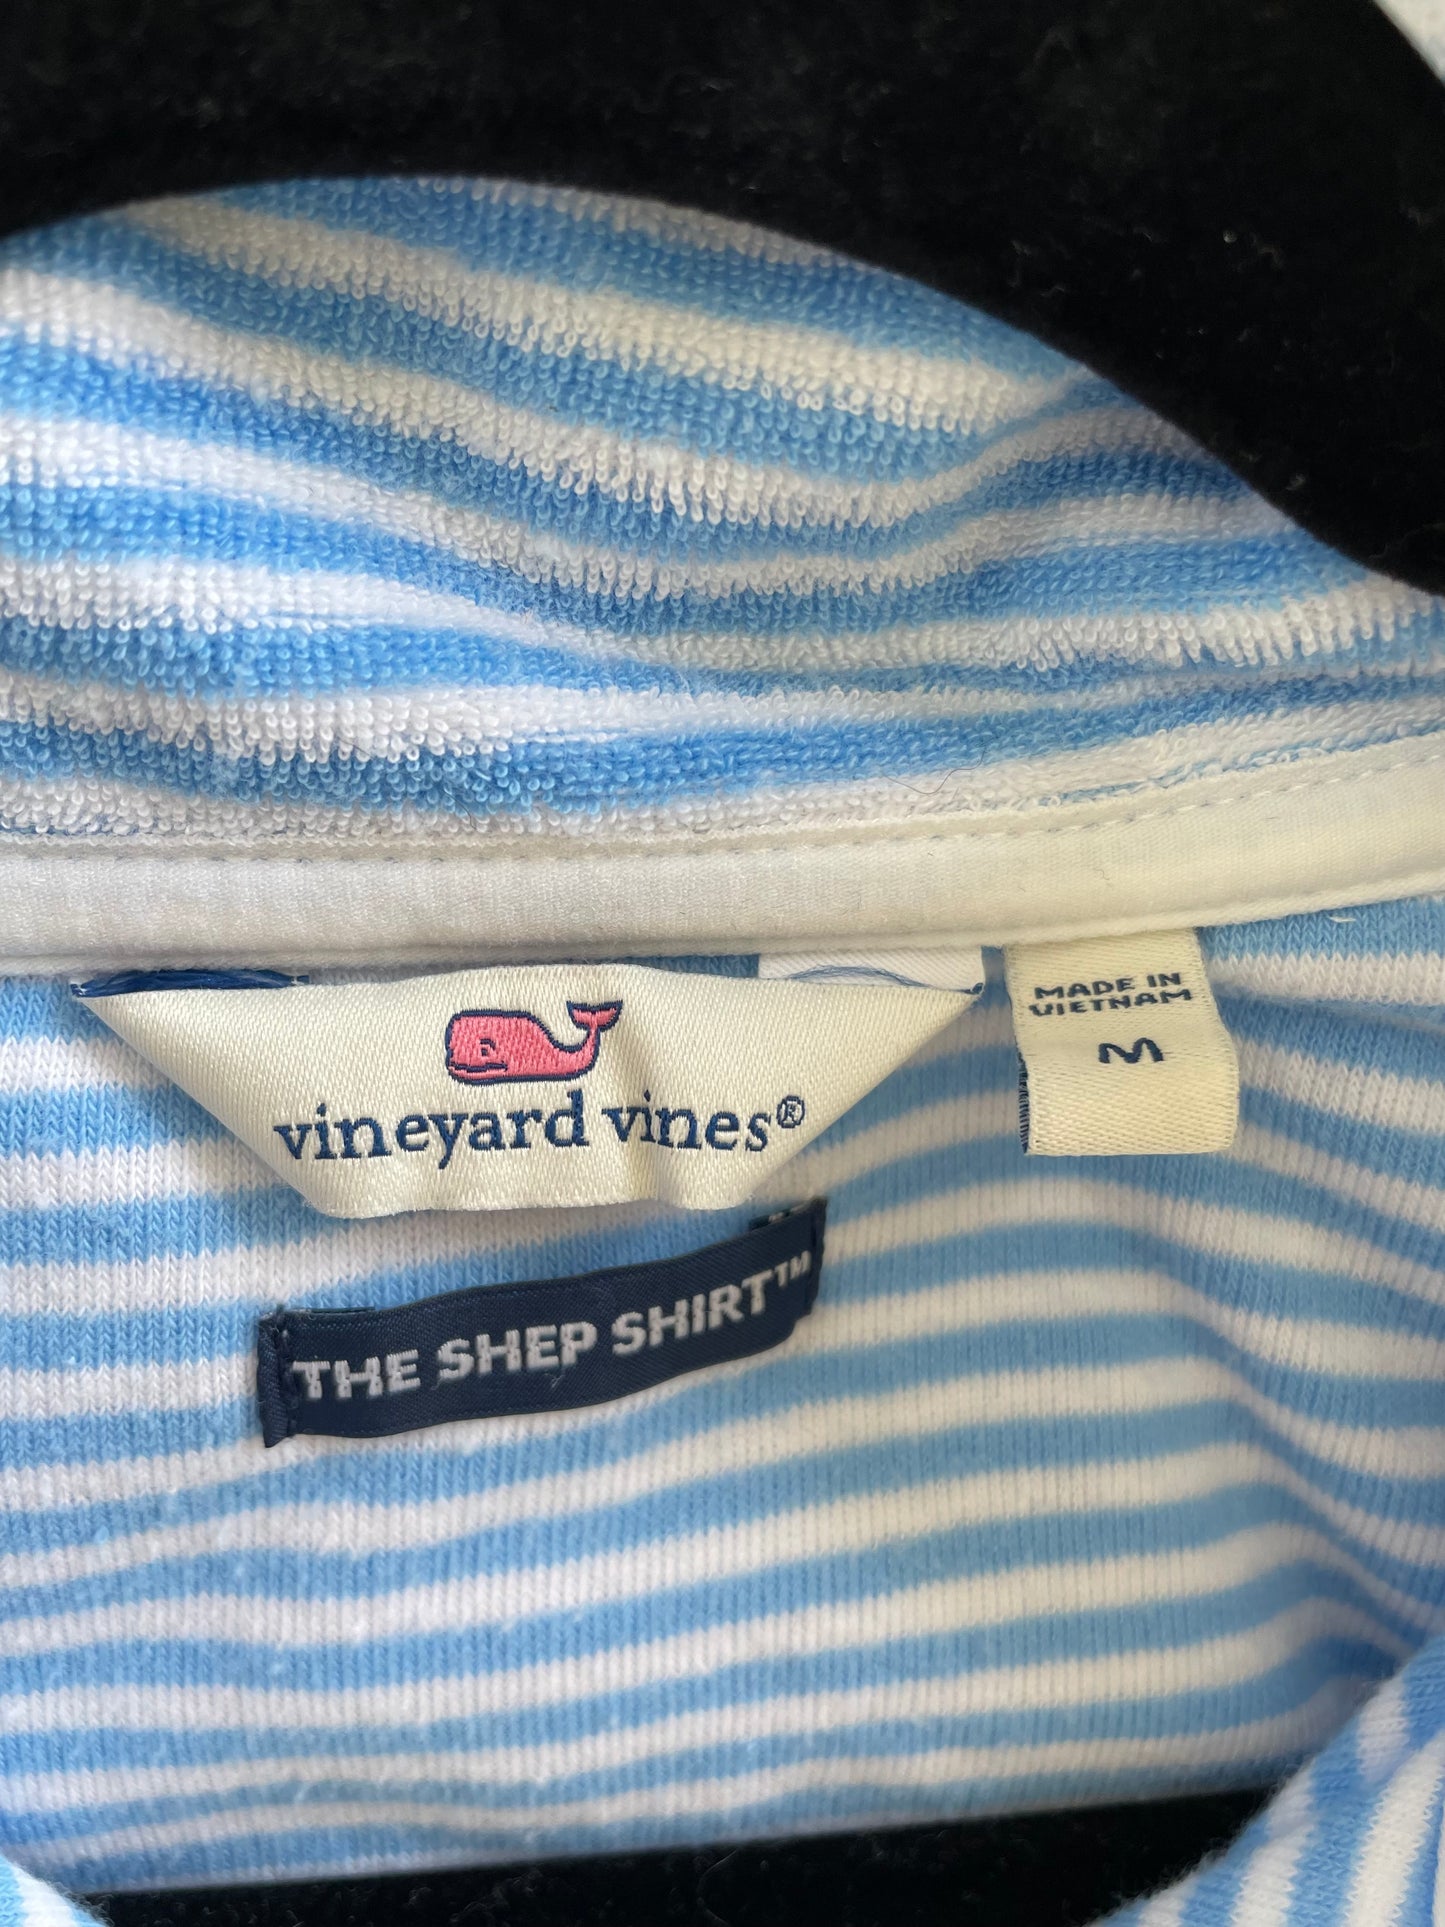 vineyard vines®
MADE IN
VIETNAM
M
THE SHEP SHIRT™